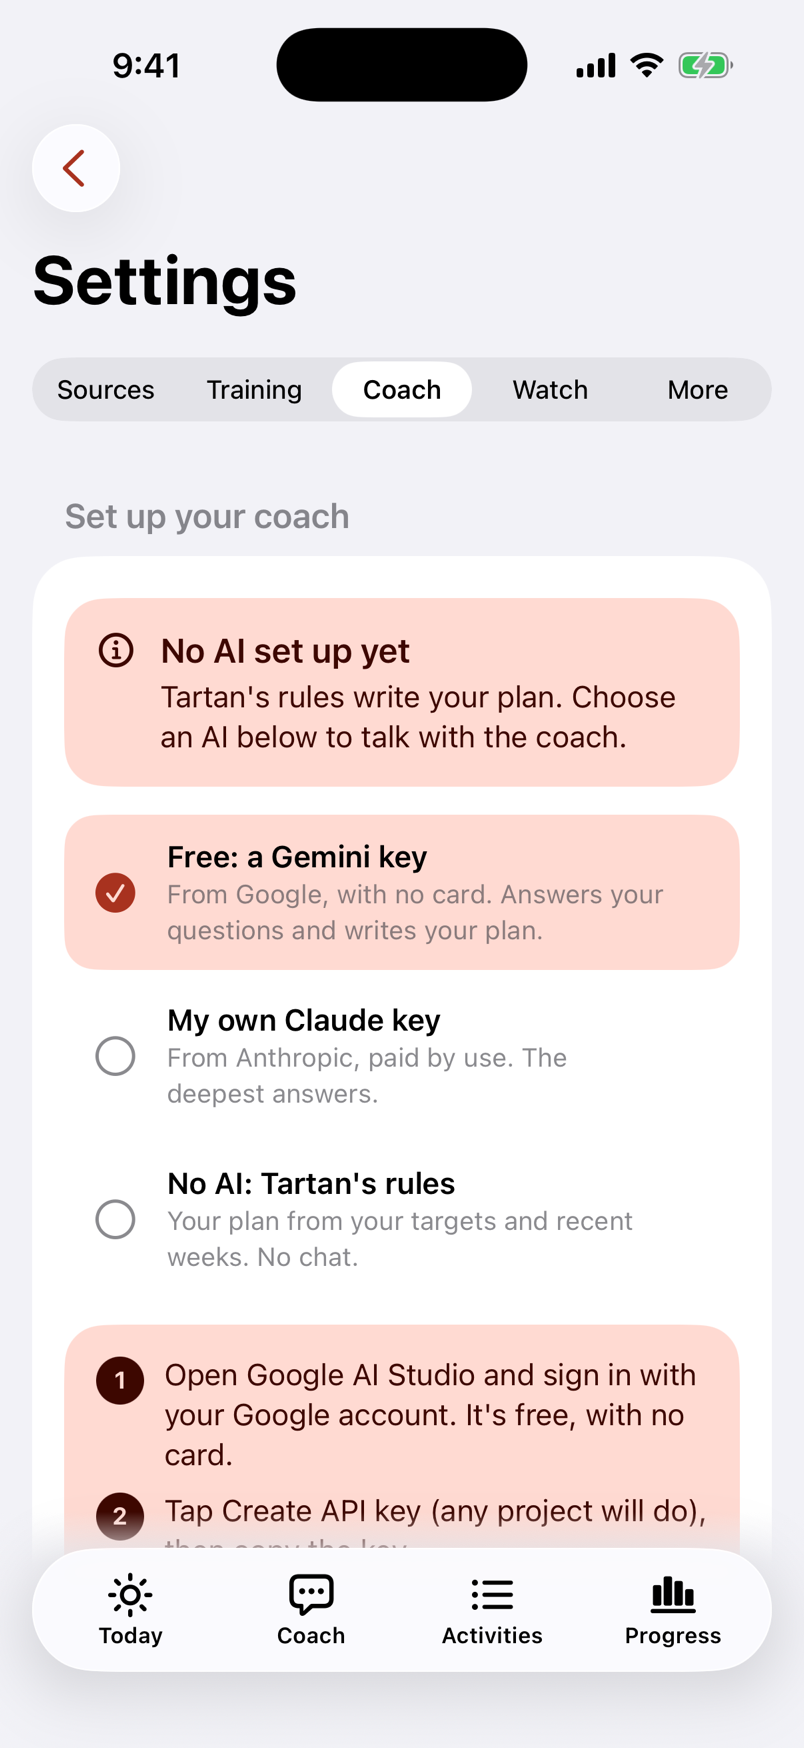 9:41
Settings
Sources Training Coach Watch More
Set up your coach
No AI set up yet
Tartan's rules write your plan. Choose
an AI below to talk with the coach.
Free: a Gemini key
From Google, with no card. Answers your
questions and writes your plan.
My own Claude key
From Anthropic, paid by use. The
deepest answers.
No AI: Tartan's rules
Your plan from your targets and recent
weeks. No chat.
1 Open Google AI Studio and sign in with
your Google account. It's free, with no
card.
2 Tap Create API key (any project will do),
then copy the key.
Today Coach Activities Progress